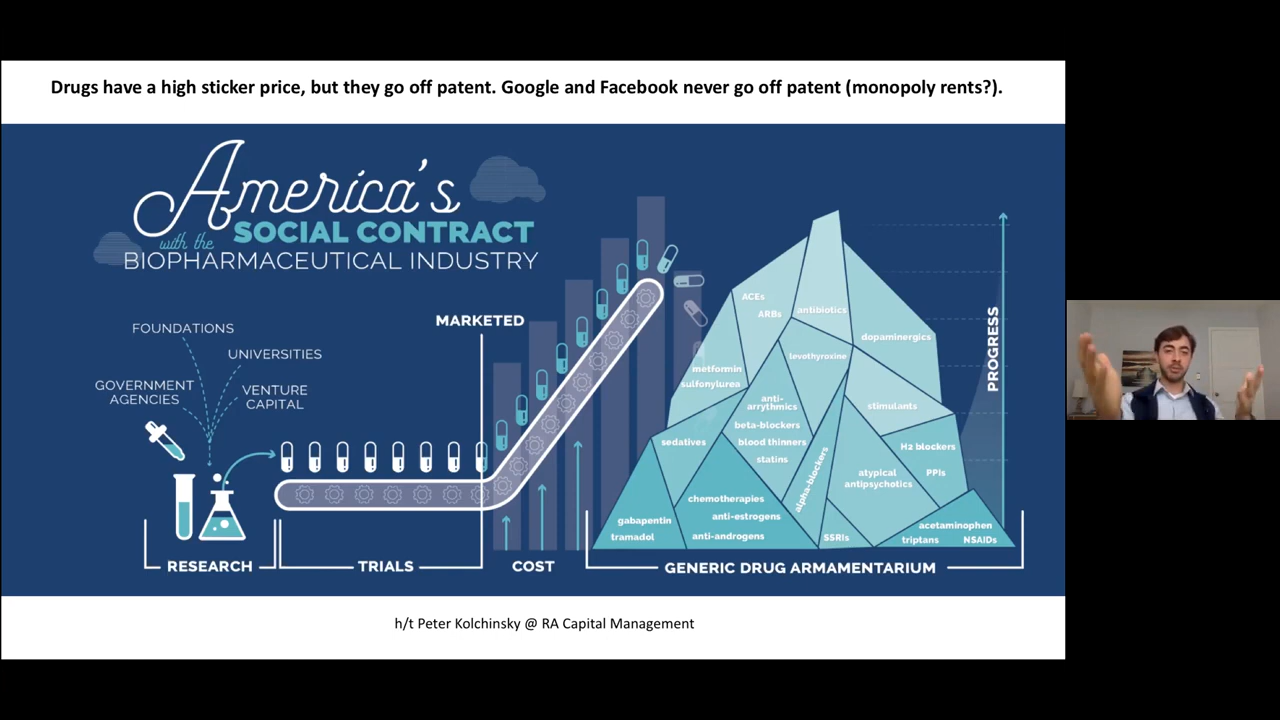 Drugs have a high sticker price, but they go off patent. Google and Facebook never go off patent (monopoly rents?).
America's
with the SOCIAL CONTRACT
BIOPHARMACEUTICAL INDUSTRY
FOUNDATIONS
UNIVERSITIES
GOVERNMENT
AGENCIES
VENTURE
CAPITAL
RESEARCH
TRIALS
MARKETED
COST
ACEs
ARBs
antibiotics
dopaminergics
levothyroxine
metformin
sulfonylurea
anti-
arrythmics
beta-blockers
blood thinners
statins
stimulants
sedatives
alpha-blockers
H2 blockers
PPIs
atypical
antipsychotics
chemotherapies
anti-estrogens
anti-androgens
gabapentin
tramadol
SSRIs
acetaminophen
triptans
NSAIDs
PROGRESS
GENERIC DRUG ARMAMENTARIUM
h/t Peter Kolchinsky @ RA Capital Management